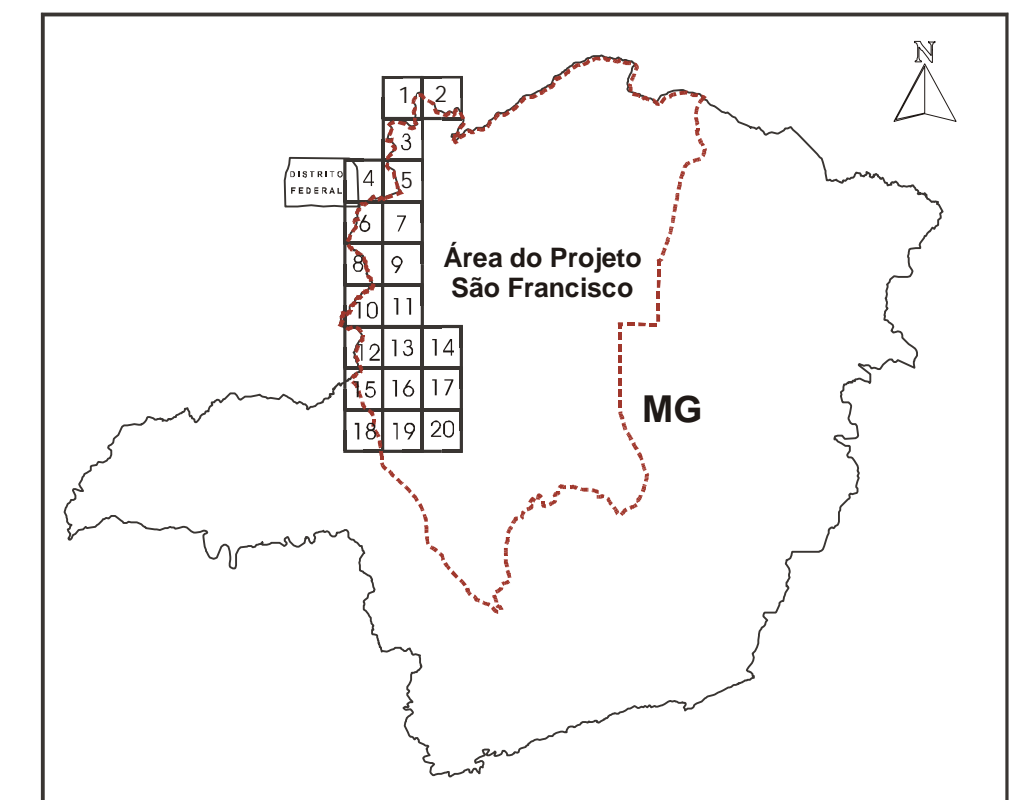 N
1 2
3
DISTRITO
FEDERAL
4 5
6 7
8 9
10 11
12 13 14
15 16 17
18 19 20
Área do Projeto
São Francisco
MG